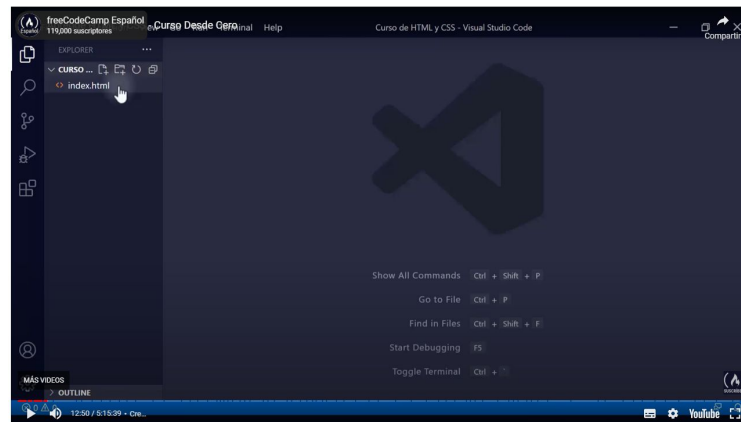 freeCodeCamp Español
119,000 suscriptores
Curso Desde Cero
Terminal Help
Curso de HTML y CSS - Visual Studio Code
Compartir
EXPLORER
CURSO ...
index.html
Show All Commands Ctrl + Shift + P
Go to File Ctrl + P
Find in Files Ctrl + Shift + F
Start Debugging F5
Toggle Terminal Ctrl + `
MÁS VIDEOS
OUTLINE
12:50 / 5:15:39 • Cre...
YouTube